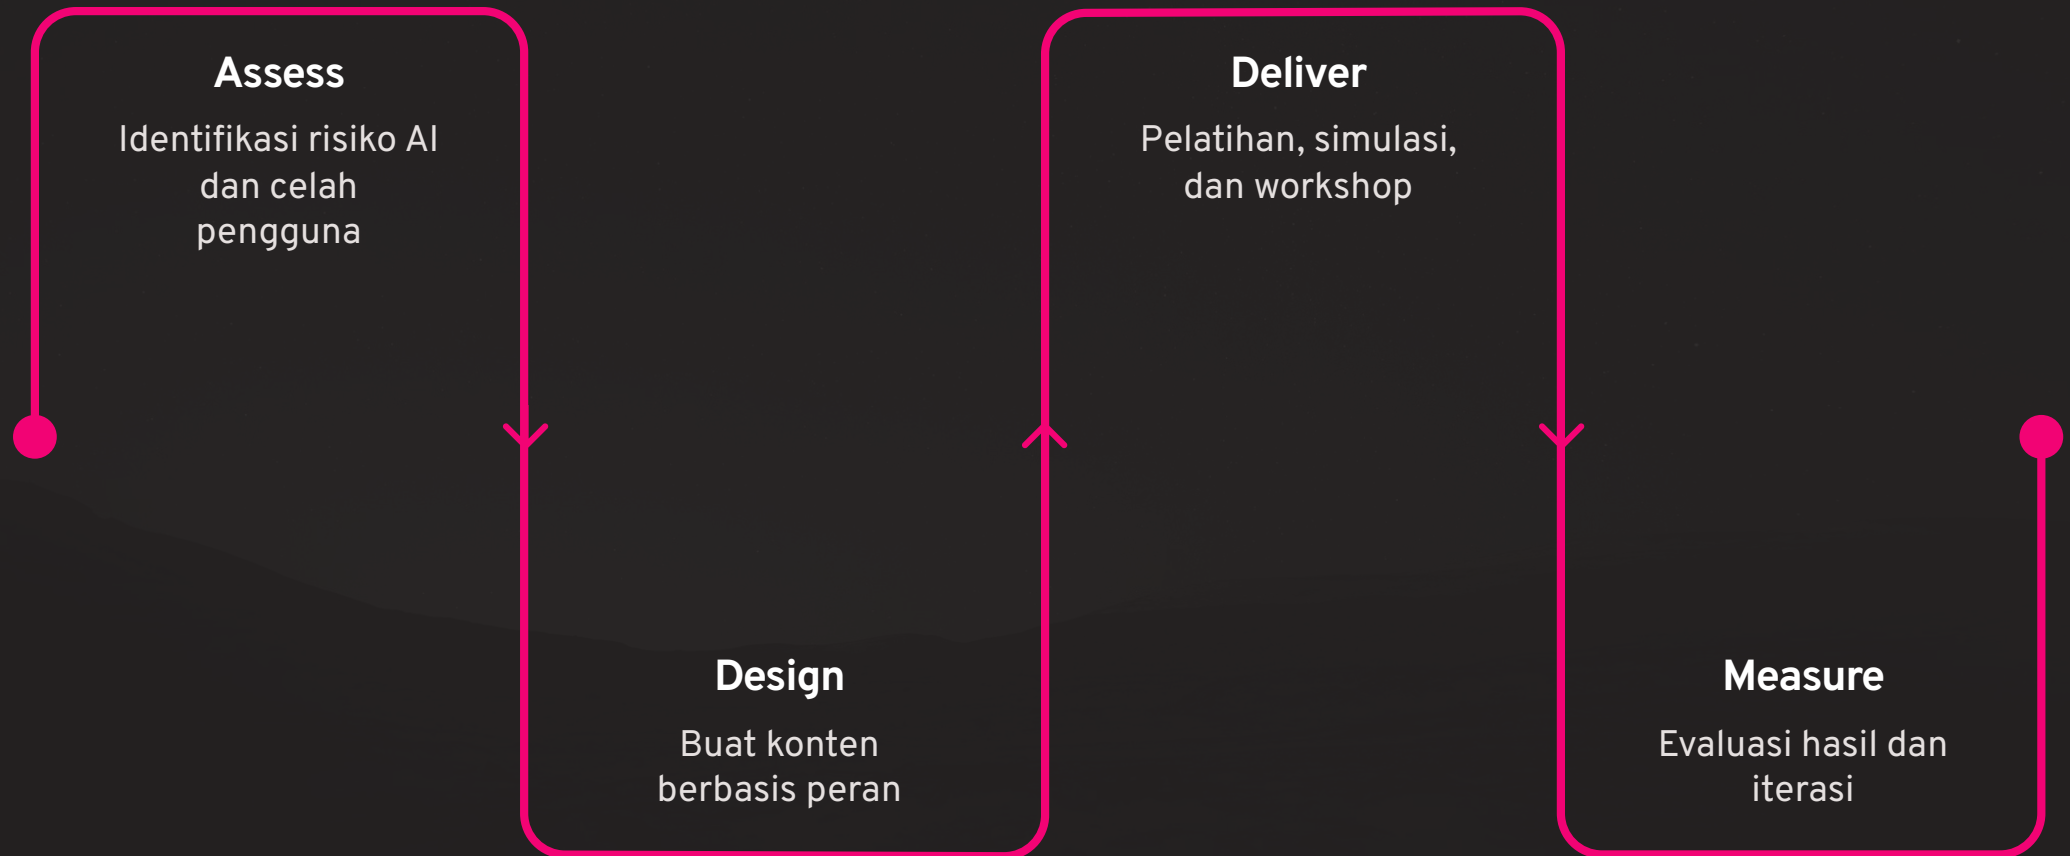 Assess
Identifikasi risiko AI
dan celah
pengguna
Design
Buat konten
berbasis peran
Deliver
Pelatihan, simulasi,
dan workshop
Measure
Evaluasi hasil dan
iterasi